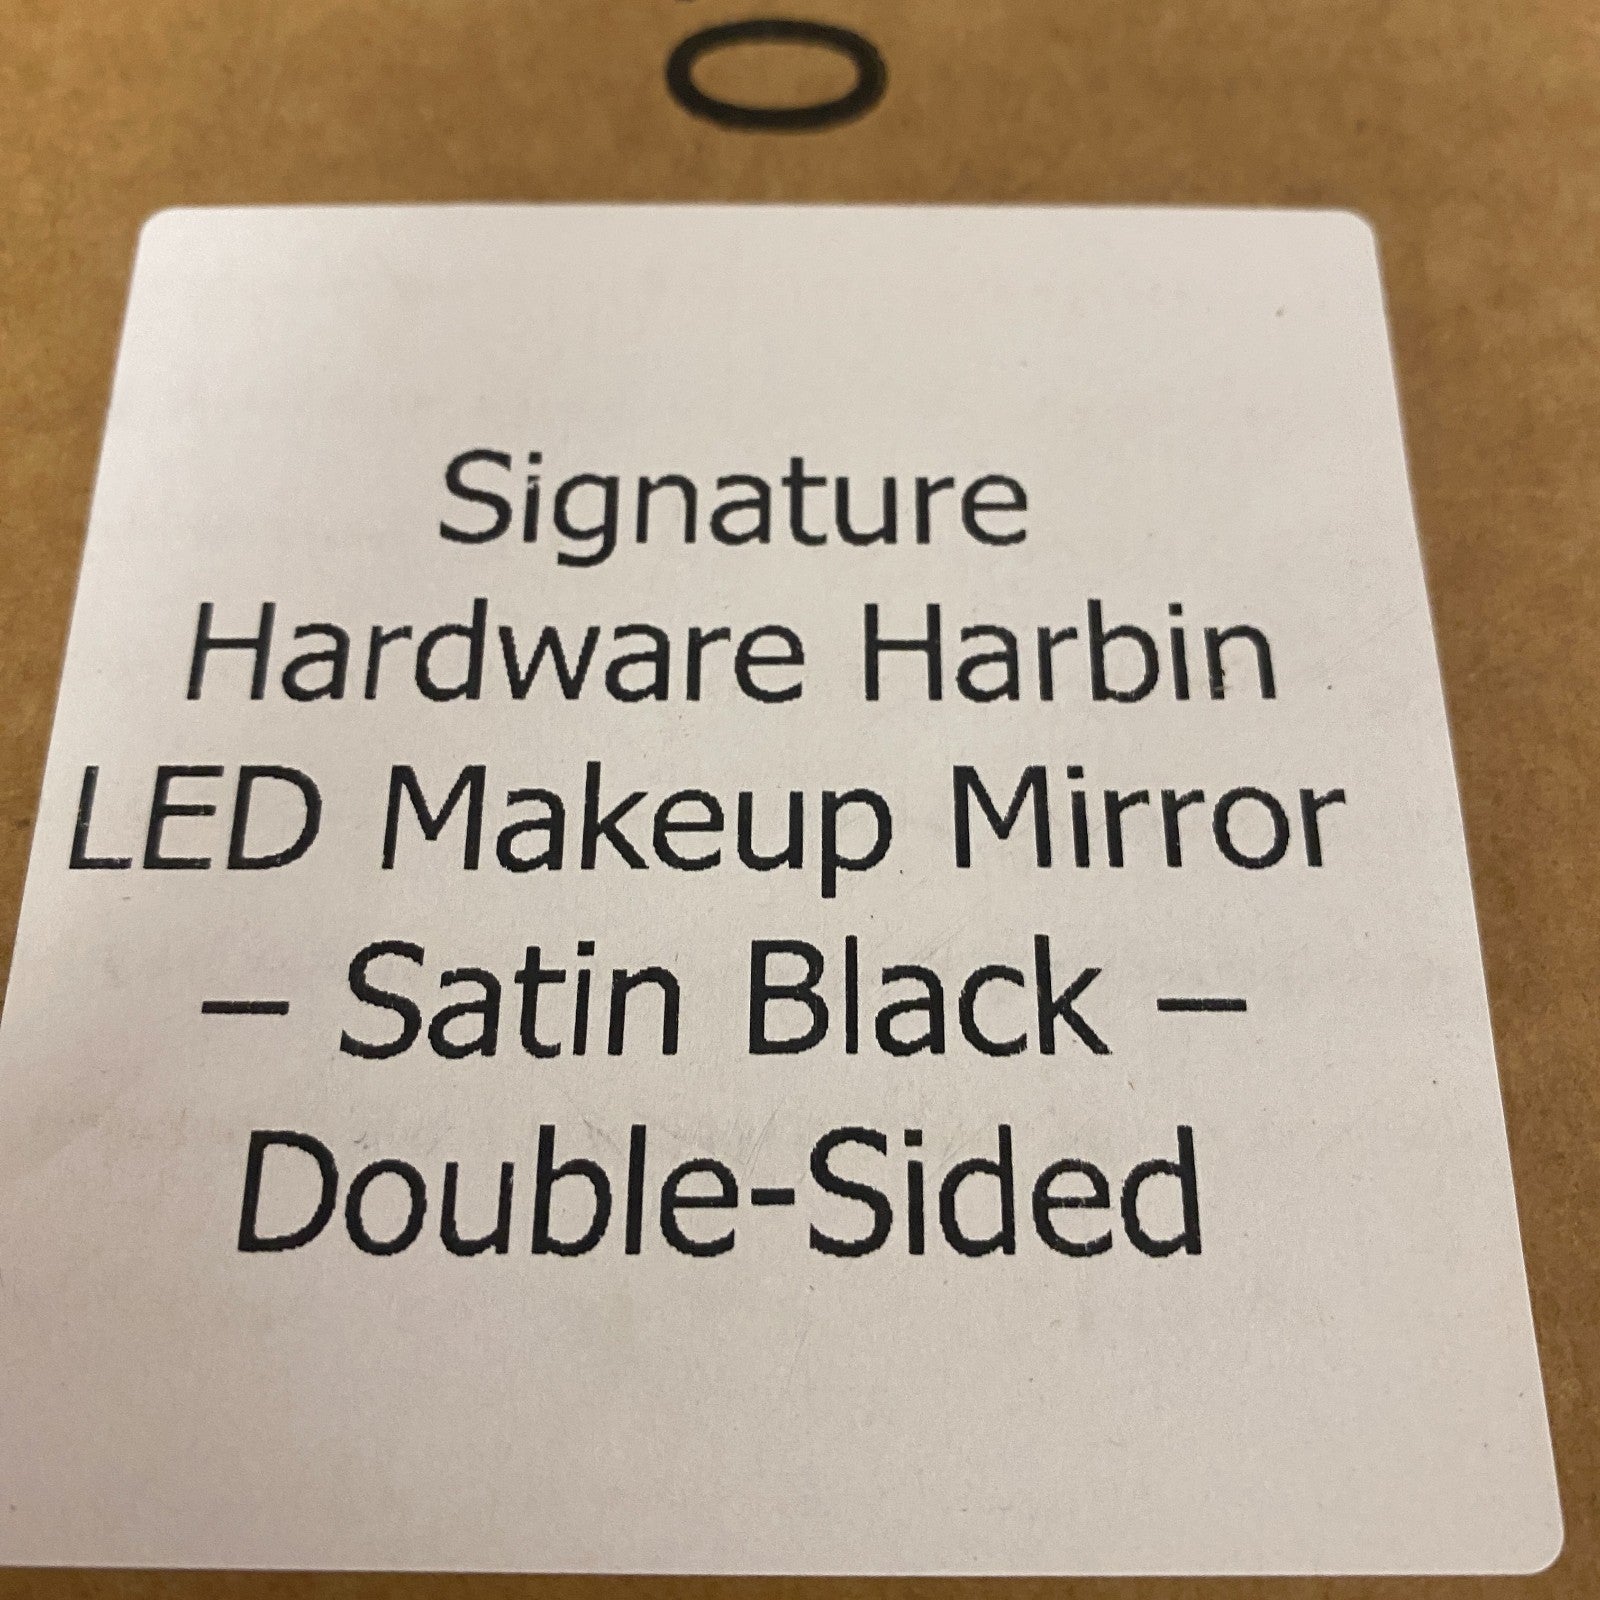 Signature
Hardware Harbin
LED Makeup Mirror
– Satin Black –
Double-Sided